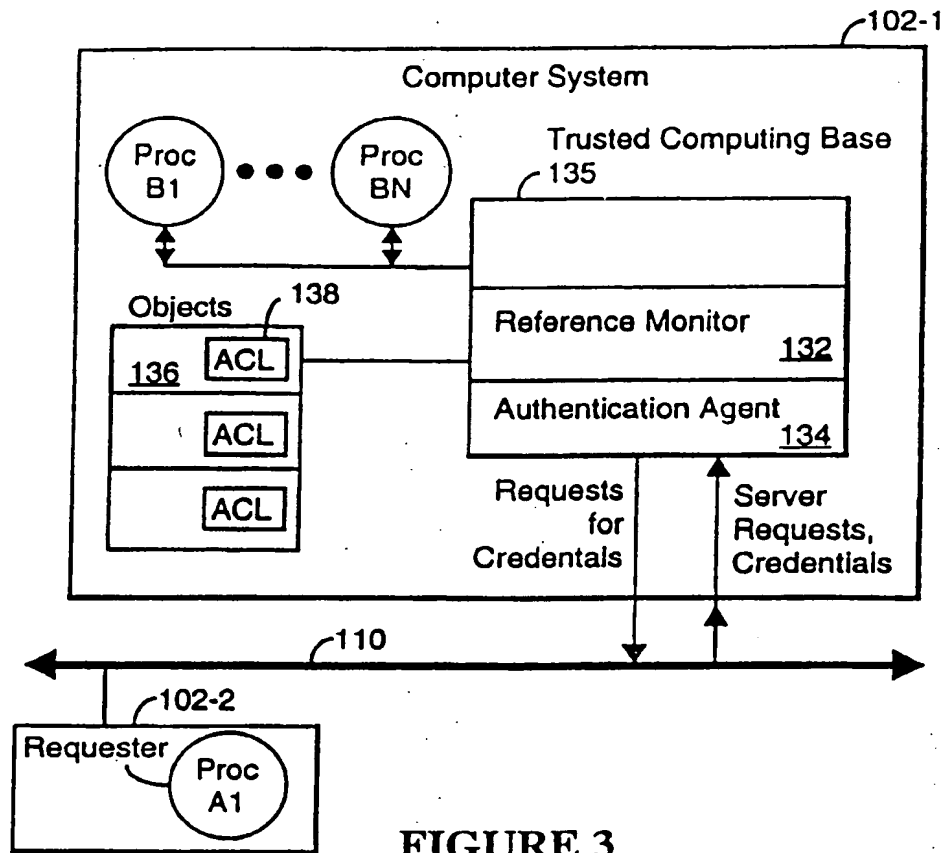 102-1
Computer System
Proc
B1
Proc
BN
Trusted Computing Base
135
Objects
138
136
ACL
ACL
ACL
Reference Monitor
132
Authentication Agent
134
Requests
for
Credentals
Server
Requests,
Credentials
110
102-2
Requester
Proc
A1
FIGURE 3